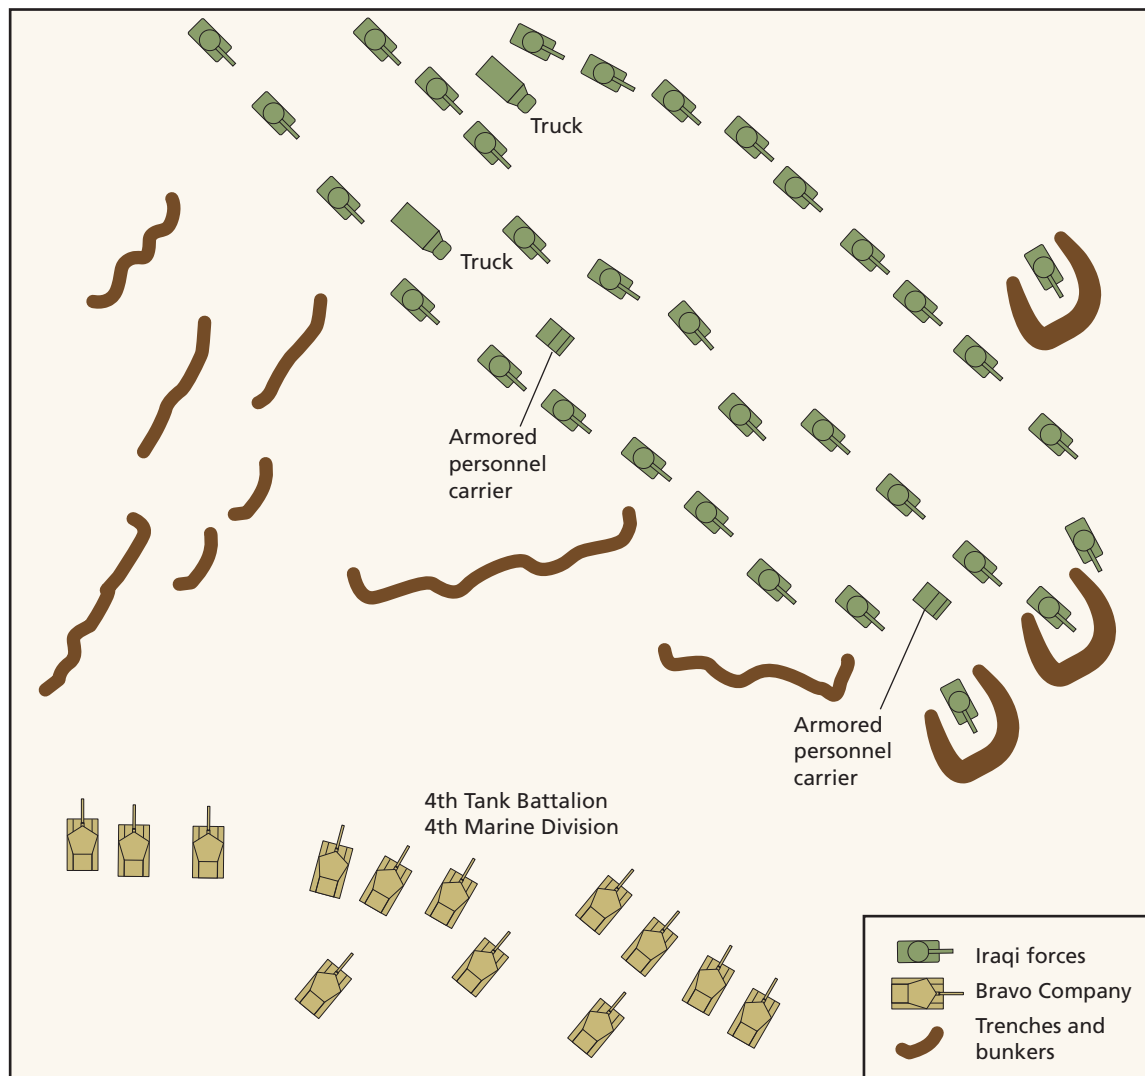 Truck
Truck
Armored
personnel
carrier
Armored
personnel
carrier
4th Tank Battalion
4th Marine Division
Iraqi forces
Bravo Company
Trenches and
bunkers